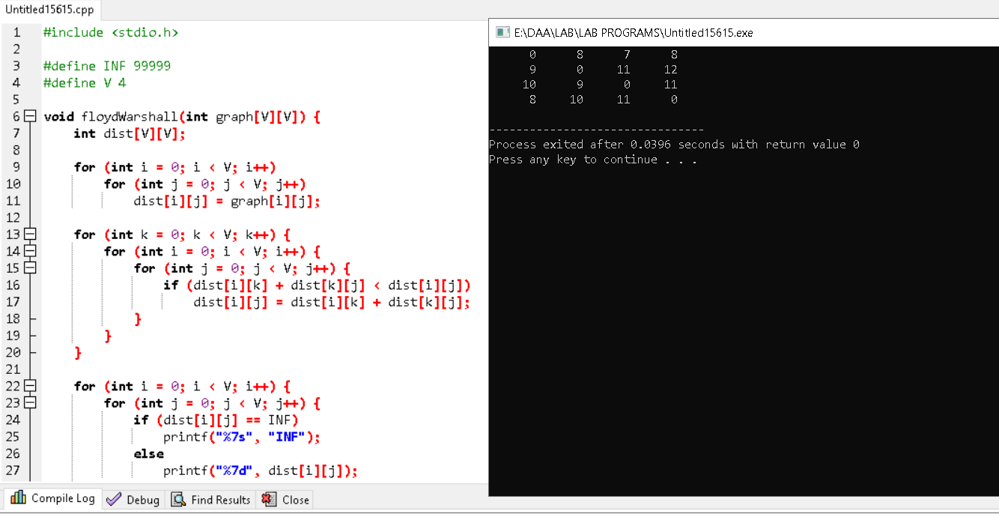 Untitled15615.cpp
1 #include <stdio.h>
2
3 #define INF 99999
4 #define V 4
5
6 void floydWarshall(int graph[V][V]) {
7 int dist[V][V];
8
9 for (int i = 0; i < V; i++)
10 for (int j = 0; j < V; j++)
11 dist[i][j] = graph[i][j];
12
13 for (int k = 0; k < V; k++) {
14 for (int i = 0; i < V; i++) {
15 for (int j = 0; j < V; j++) {
16 if (dist[i][k] + dist[k][j] < dist[i][j])
17 dist[i][j] = dist[i][k] + dist[k][j];
18 }
19 }
20 }
21
22 for (int i = 0; i < V; i++) {
23 for (int j = 0; j < V; j++) {
24 if (dist[i][j] == INF)
25 printf("%7s", "INF");
26 else
27 printf("%7d", dist[i][j]);
Compile Log Debug Find Results Close
E:\DAA\LAB\LAB PROGRAMS\Untitled15615.exe
0 8 7 8
9 0 11 12
10 9 0 11
8 10 11 0
--------------------------------
Process exited after 0.0396 seconds with return value 0
Press any key to continue . . .